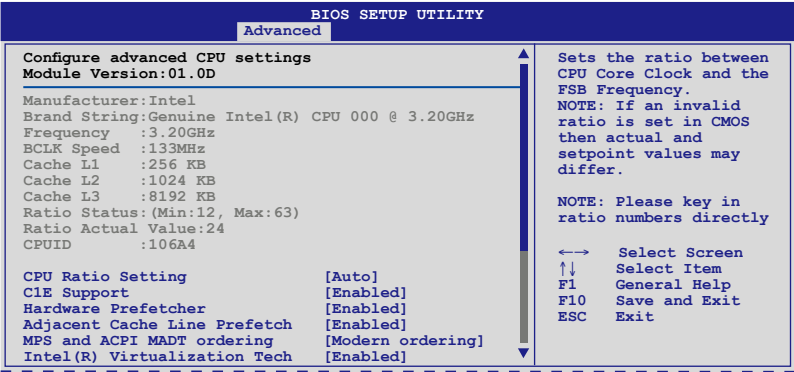 BIOS SETUP UTILITY
Advanced
Configure advanced CPU settings
Module Version:01.0D
Manufacturer:Intel
Brand String:Genuine Intel(R) CPU 000 @ 3.20GHz
Frequency :3.20GHz
BCLK Speed :133MHz
Cache L1 :256 KB
Cache L2 :1024 KB
Cache L3 :8192 KB
Ratio Status:(Min:12, Max:63)
Ratio Actual Value:24
CPUID :106A4
CPU Ratio Setting [Auto]
C1E Support [Enabled]
Hardware Prefetcher [Enabled]
Adjacent Cache Line Prefetch [Enabled]
MPS and ACPI MADT ordering [Modern ordering]
Intel(R) Virtualization Tech [Enabled]
Sets the ratio between
CPU Core Clock and the
FSB Frequency.
NOTE: If an invalid
ratio is set in CMOS
then actual and
setpoint values may
differ.
NOTE: Please key in
ratio numbers directly
←→ Select Screen
↑↓ Select Item
F1 General Help
F10 Save and Exit
ESC Exit